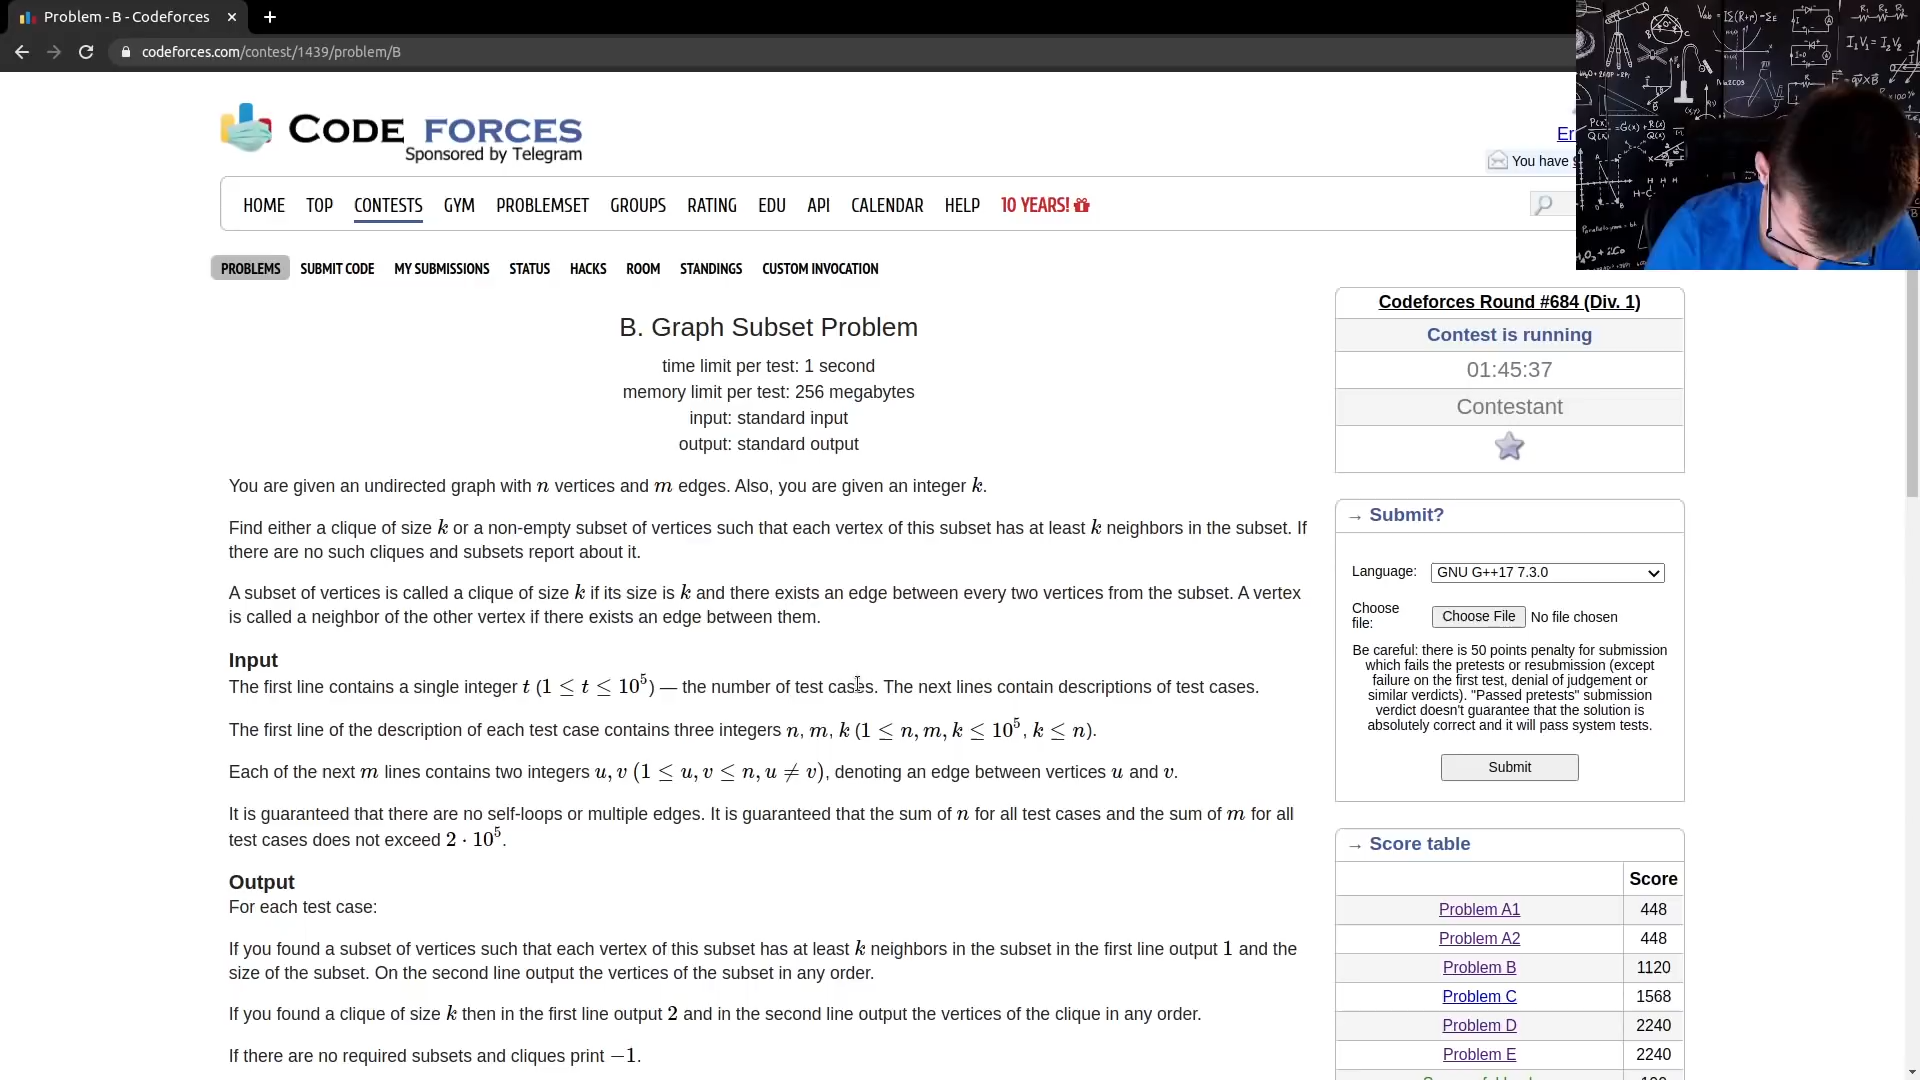 Problem - B - Codeforces
codeforces.com/contest/1439/problem/B
CODE FORCES
Sponsored by Telegram
You have
HOME TOP CONTESTS GYM PROBLEMSET GROUPS RATING EDU API CALENDAR HELP 10 YEARS!
PROBLEMS SUBMIT CODE MY SUBMISSIONS STATUS HACKS ROOM STANDINGS CUSTOM INVOCATION
B. Graph Subset Problem
time limit per test: 1 second
memory limit per test: 256 megabytes
input: standard input
output: standard output
You are given an undirected graph with n vertices and m edges. Also, you are given an integer k.
Find either a clique of size k or a non-empty subset of vertices such that each vertex of this subset has at least k neighbors in the subset. If
there are no such cliques and subsets report about it.
A subset of vertices is called a clique of size k if its size is k and there exists an edge between every two vertices from the subset. A vertex
is called a neighbor of the other vertex if there exists an edge between them.
Input
The first line contains a single integer t (1 ≤ t ≤ 10⁵) — the number of test cases. The next lines contain descriptions of test cases.
The first line of the description of each test case contains three integers n, m, k (1 ≤ n, m, k ≤ 10⁵, k ≤ n).
Each of the next m lines contains two integers u, v (1 ≤ u, v ≤ n, u ≠ v), denoting an edge between vertices u and v.
It is guaranteed that there are no self-loops or multiple edges. It is guaranteed that the sum of n for all test cases and the sum of m for all
test cases does not exceed 2 · 10⁵.
Output
For each test case:
If you found a subset of vertices such that each vertex of this subset has at least k neighbors in the subset in the first line output 1 and the
size of the subset. On the second line output the vertices of the subset in any order.
If you found a clique of size k then in the first line output 2 and in the second line output the vertices of the clique in any order.
If there are no required subsets and cliques print −1.
Codeforces Round #684 (Div. 1)
Contest is running
01:45:37
Contestant
→ Submit?
Language: GNU G++17 7.3.0
Choose
file: Choose File No file chosen
Be careful: there is 50 points penalty for submission
which fails the pretests or resubmission (except
failure on the first test, denial of judgement or
similar verdicts). "Passed pretests" submission
verdict doesn't guarantee that the solution is
absolutely correct and it will pass system tests.
Submit
→ Score table
Score
Problem A1 448
Problem A2 448
Problem B 1120
Problem C 1568
Problem D 2240
Problem E 2240